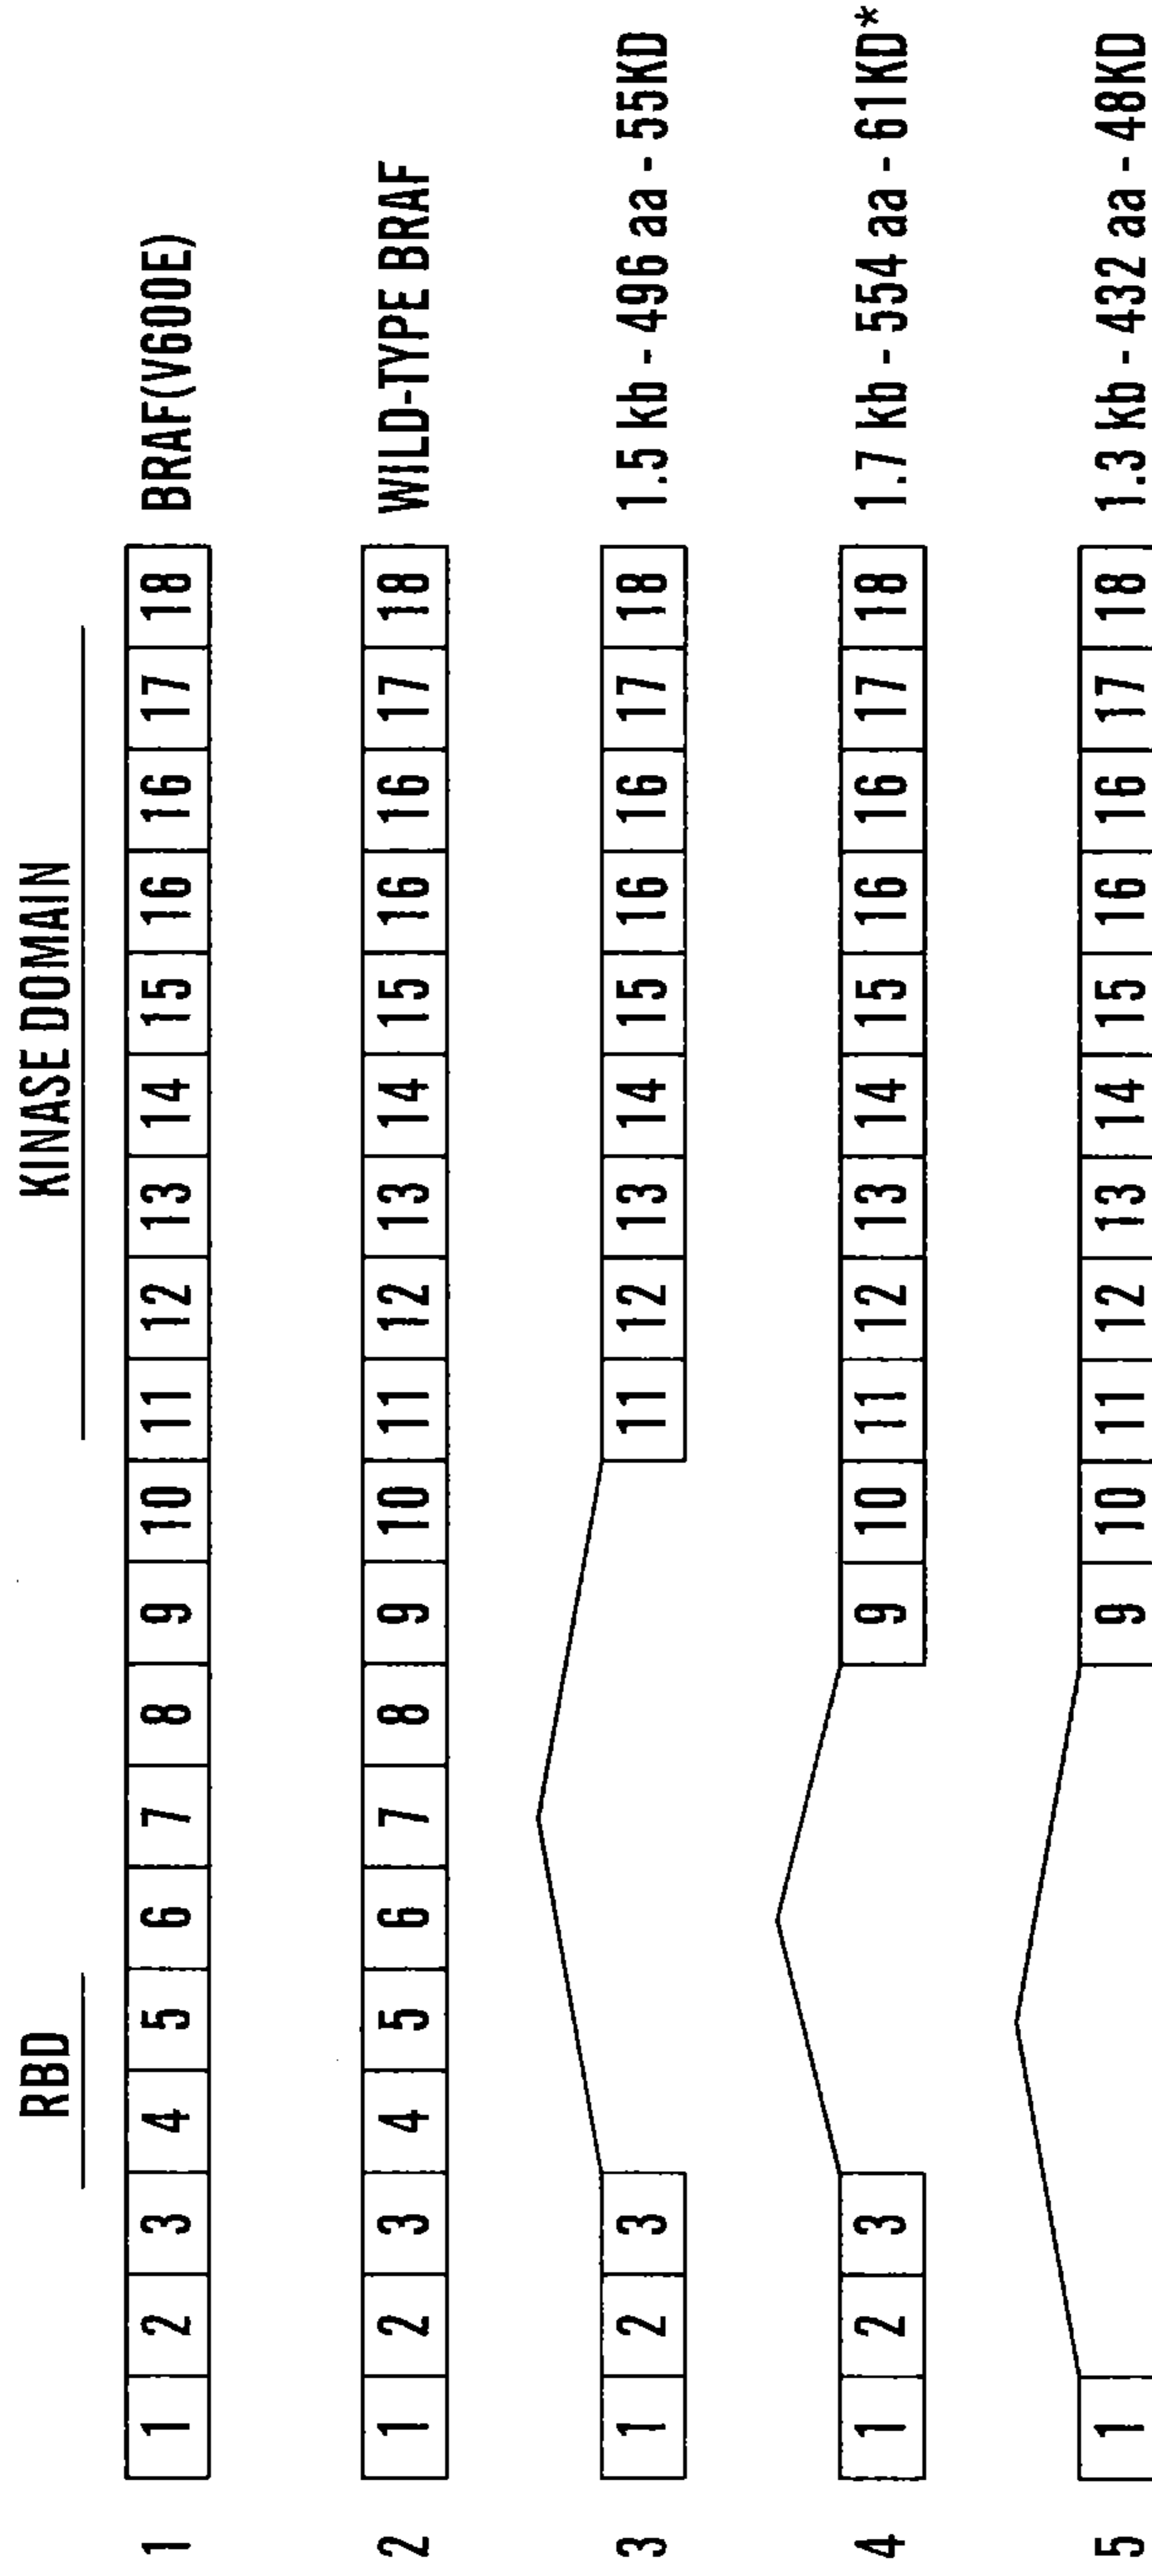 RBD KINASE DOMAIN
1 1 2 3 4 5 6 7 8 9 10 11 12 13 14 15 16 16 17 18 BRAF(V600E)
2 1 2 3 4 5 6 7 8 9 10 11 12 13 14 15 16 16 17 18 WILD-TYPE BRAF
3 1 2 3 11 12 13 14 15 16 16 17 18 1.5 kb - 496 aa - 55KD
4 1 2 3 9 10 11 12 13 14 15 16 16 17 18 1.7 kb - 554 aa - 61KD*
5 1 9 10 11 12 13 14 15 16 16 17 18 1.3 kb - 432 aa - 48KD